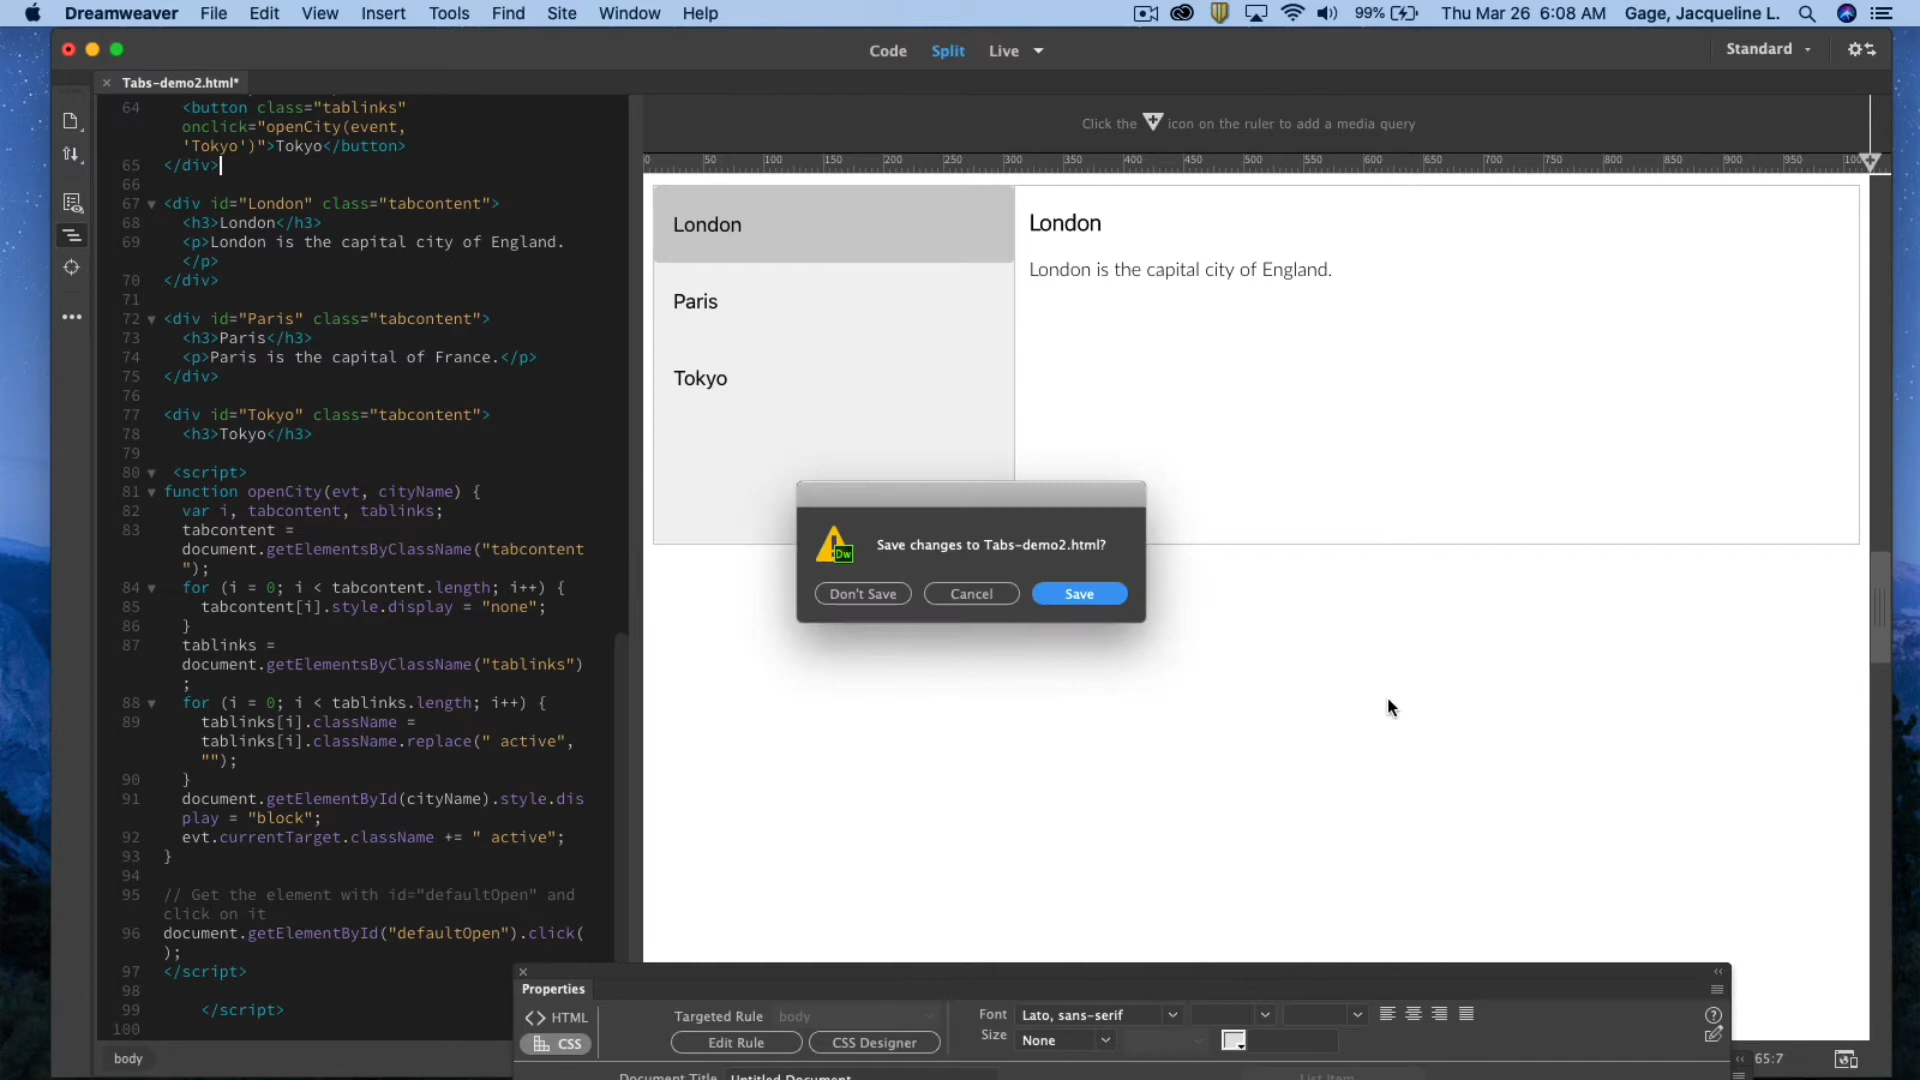 Dreamweaver File Edit View Insert Tools Find Site Window Help 99% Thu Mar 26 6:08 AM Gage, Jacqueline L.
Code Split Live Standard
Tabs-demo2.html*
64 <button class="tablinks"
onclick="openCity(event,
'Tokyo')">Tokyo</button>
65 </div>
66
67 <div id="London" class="tabcontent">
68 <h3>London</h3>
69 <p>London is the capital city of England.
</p>
70 </div>
71
72 <div id="Paris" class="tabcontent">
73 <h3>Paris</h3>
74 <p>Paris is the capital of France.</p>
75 </div>
76
77 <div id="Tokyo" class="tabcontent">
78 <h3>Tokyo</h3>
79
80 <script>
81 function openCity(evt, cityName) {
82 var i, tabcontent, tablinks;
83 tabcontent =
document.getElementsByClassName("tabcontent
");
84 for (i = 0; i < tabcontent.length; i++) {
85 tabcontent[i].style.display = "none";
86 }
87 tablinks =
document.getElementsByClassName("tablinks")
;
88 for (i = 0; i < tablinks.length; i++) {
89 tablinks[i].className =
tablinks[i].className.replace(" active",
"");
90 }
91 document.getElementById(cityName).style.dis
play = "block";
92 evt.currentTarget.className += " active";
93 }
94
95 // Get the element with id="defaultOpen" and
click on it
96 document.getElementById("defaultOpen").click(
);
97 </script>
98
99 </script>
100
body
Click the icon on the ruler to add a media query
0 50 100 150 200 250 300 350 400 450 500 550 600 650 700 750 800 850 900 950 100
London
Paris
Tokyo
London
London is the capital city of England.
Save changes to Tabs-demo2.html?
Don't Save Cancel Save
Dw
Properties
HTML Targeted Rule body Font Lato, sans-serif
CSS Edit Rule CSS Designer Size None
Document Title Untitled Document List Item
65:7